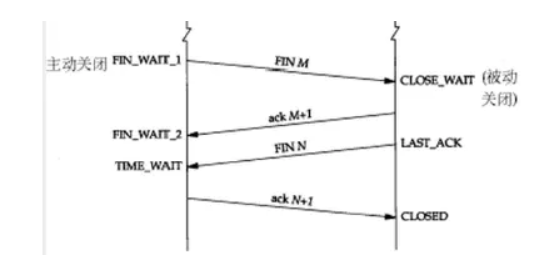 主动关闭 FIN_WAIT_1
FIN M
CLOSE_WAIT (被动
关闭)
ack M+1
FIN_WAIT_2
FIN N
LAST_ACK
TIME_WAIT
ack N+1
CLOSED